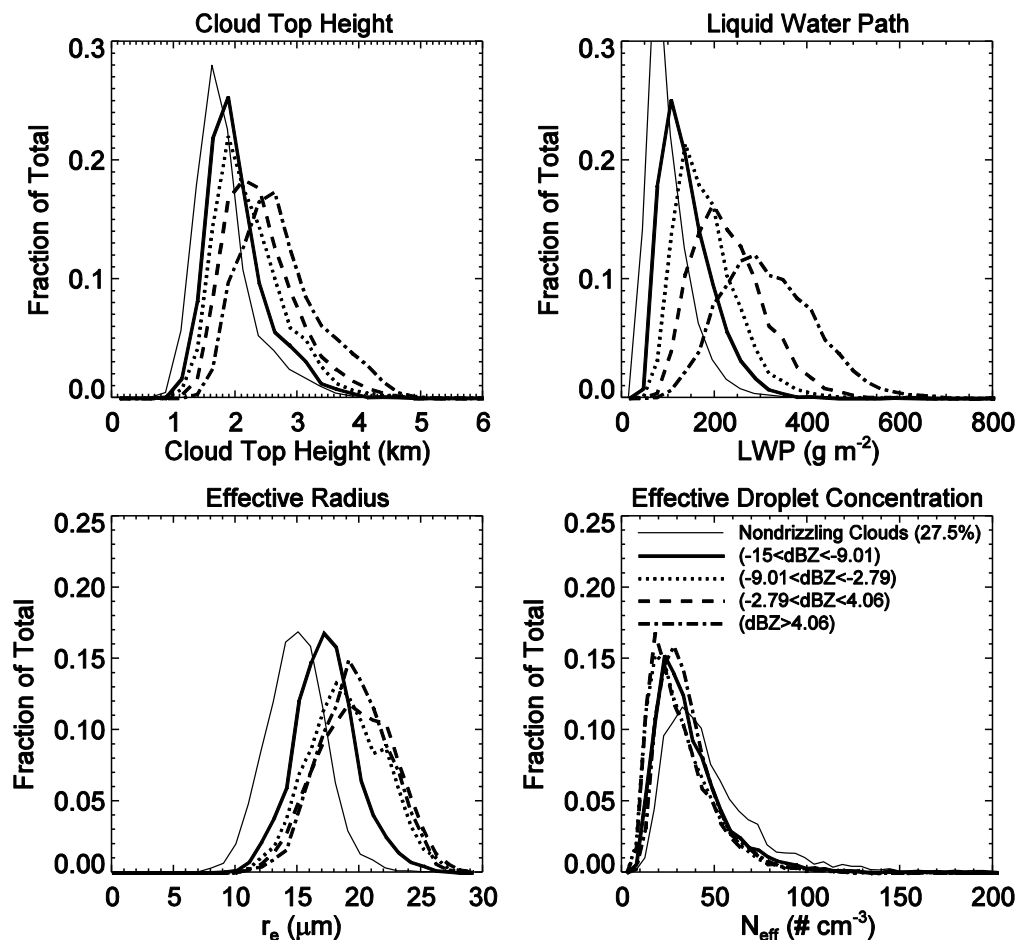 Cloud Top Height
0.3
0.2
0.1
0.0
Fraction of Total
0 1 2 3 4 5 6
Cloud Top Height (km)
Liquid Water Path
0.3
0.2
0.1
0.0
Fraction of Total
0 200 400 600 800
LWP (g m⁻²)
Effective Radius
0.25
0.20
0.15
0.10
0.05
0.00
Fraction of Total
0 5 10 15 20 25 30
rₑ (μm)
Effective Droplet Concentration
0.25
0.20
0.15
0.10
0.05
0.00
Fraction of Total
Nondrizzling Clouds (27.5%)
(-15<dBZ<-9.01)
(-9.01<dBZ<-2.79)
(-2.79<dBZ<4.06)
(dBZ>4.06)
0 50 100 150 200
Neff (# cm⁻³)